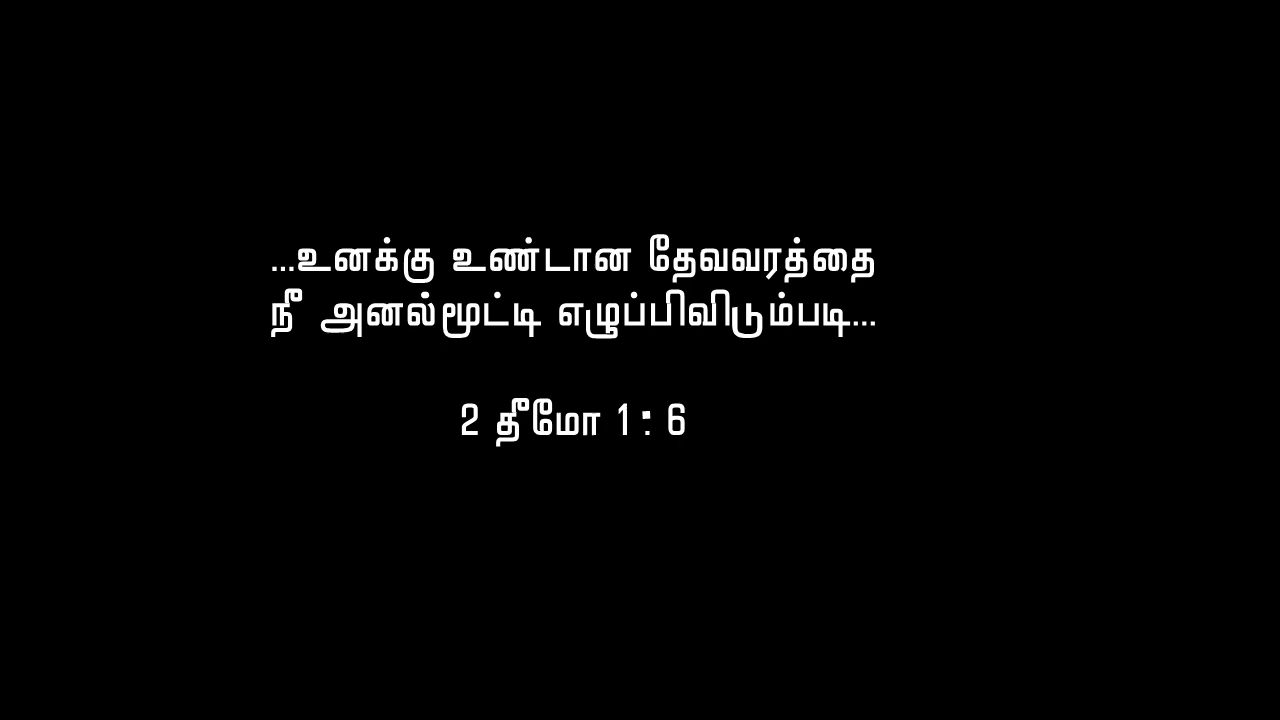 ...உனக்கு உண்டான தேவவரத்தை
நீ அனல்மூட்டி எழுப்பிவிடும்படி...
2 தீமோ 1 : 6